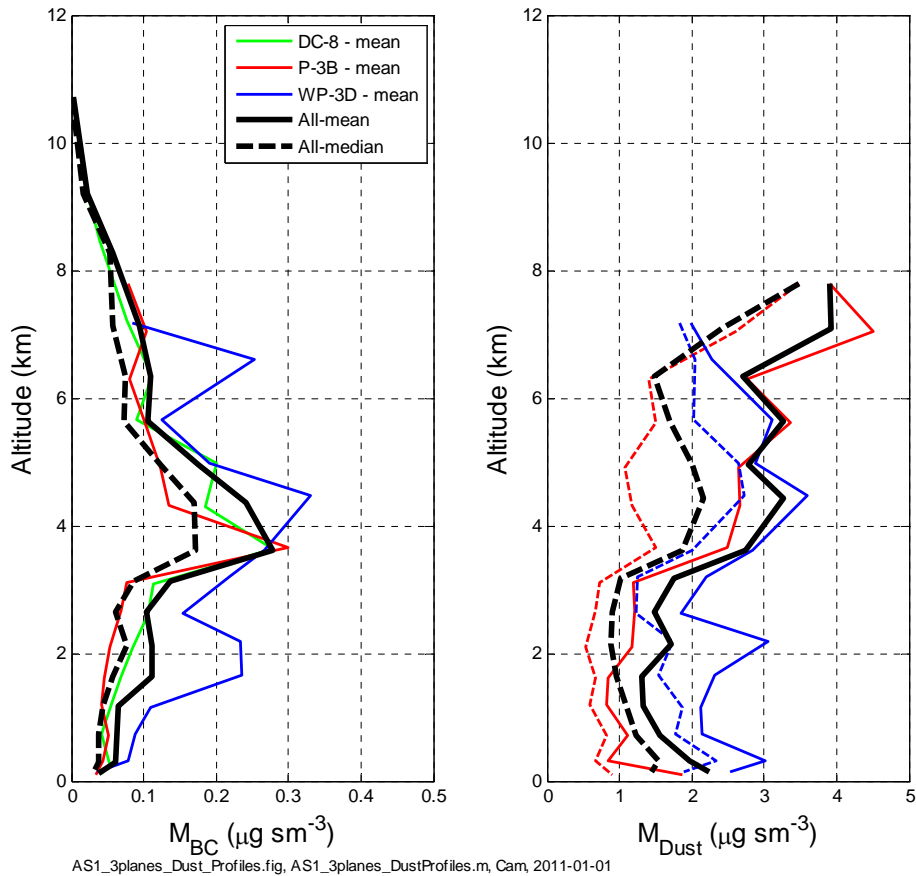 12
10
8
6
4
2
0
Altitude (km)
DC-8 - mean
P-3B - mean
WP-3D - mean
All-mean
All-median
0 0.1 0.2 0.3 0.4 0.5
M_BC (μg sm⁻³)
12
10
8
6
4
2
0
Altitude (km)
0 1 2 3 4 5
M_Dust (μg sm⁻³)
AS1_3planes_Dust_Profiles.fig, AS1_3planes_DustProfiles.m, Cam, 2011-01-01